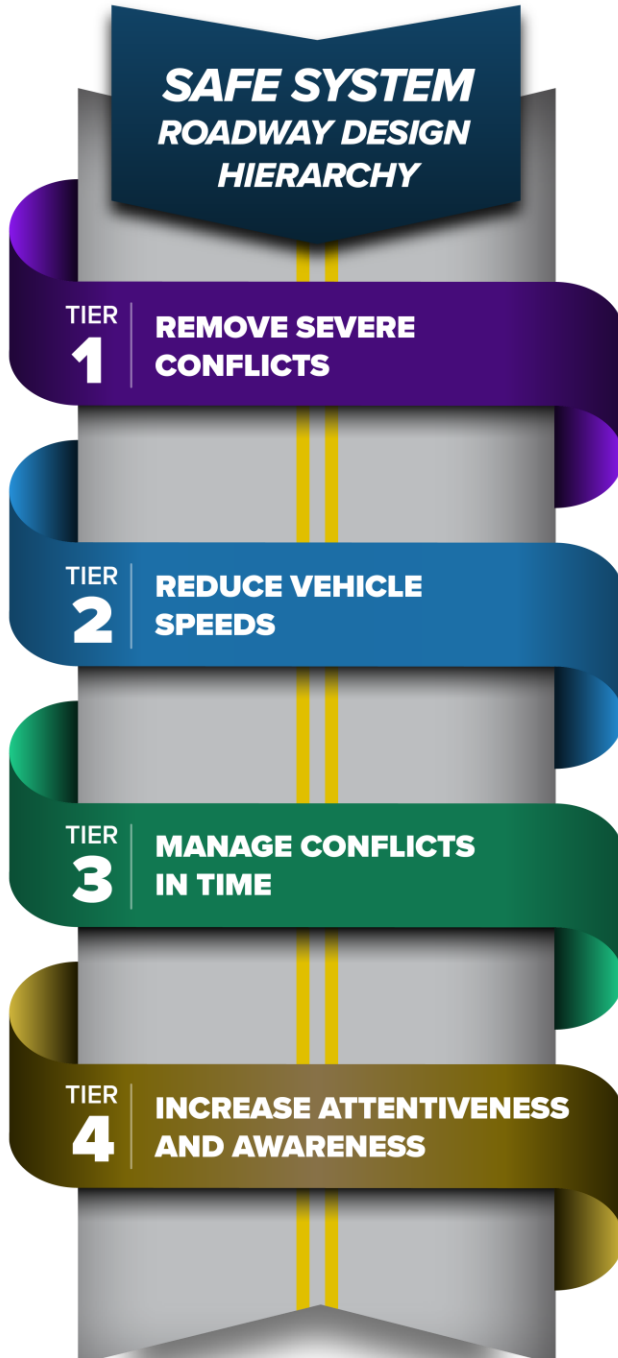 SAFE SYSTEM
ROADWAY DESIGN
HIERARCHY
TIER
1
REMOVE SEVERE
CONFLICTS
TIER
2
REDUCE VEHICLE
SPEEDS
TIER
3
MANAGE CONFLICTS
IN TIME
TIER
4
INCREASE ATTENTIVENESS
AND AWARENESS